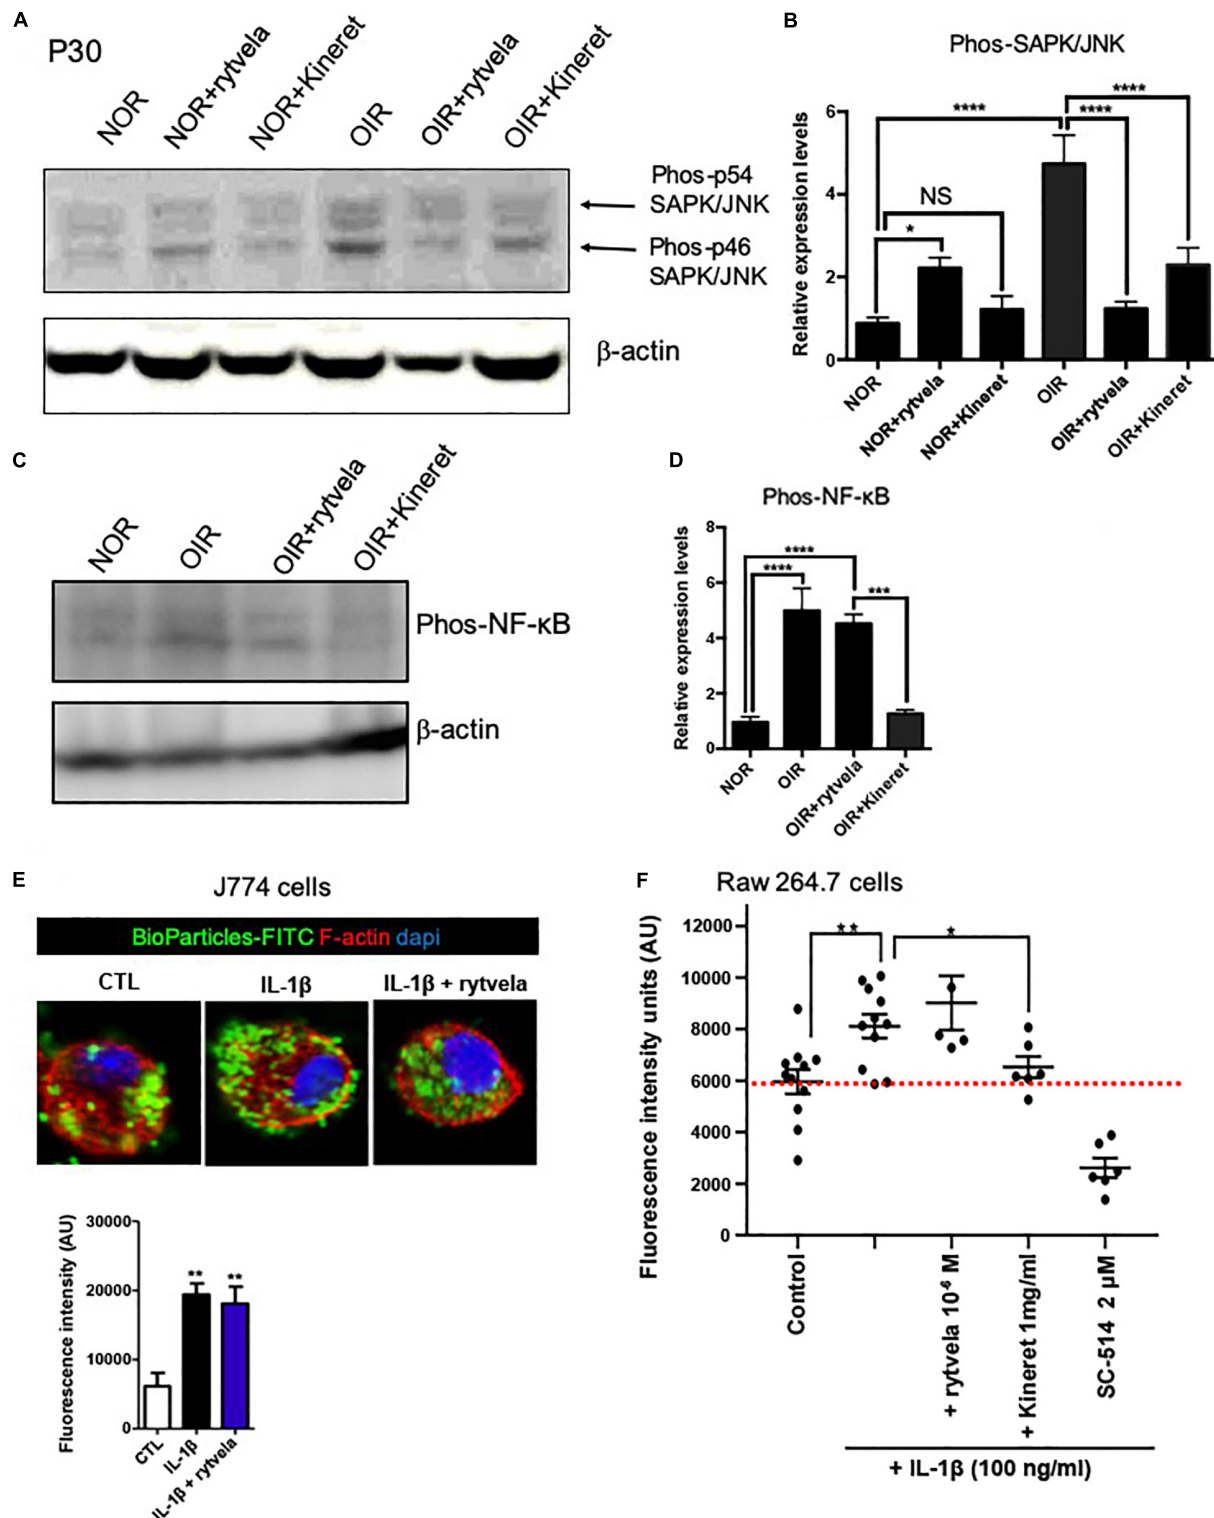 A
P30
NOR
NOR+rytvela
NOR+Kineret
OIR
OIR+rytvela
OIR+Kineret
Phos-p54
SAPK/JNK
Phos-p46
SAPK/JNK
β-actin
B
Phos-SAPK/JNK
Relative expression levels
6
4
2
0
****
****
****
NS
*
NOR
NOR+rytvela
NOR+Kineret
OIR
OIR+rytvela
OIR+Kineret
C
NOR
OIR
OIR+rytvela
OIR+Kineret
Phos-NF-κB
β-actin
D
Phos-NF-κB
Relative expression levels
8
6
4
2
0
****
****
***
NOR
OIR
OIR+rytvela
OIR+Kineret
E
J774 cells
BioParticles-FITC F-actin dapi
CTL
IL-1β
IL-1β + rytvela
Fluorescence intensity (AU)
30000
20000
10000
0
**
**
CTL
IL-1β
IL-1β + rytvela
F
Raw 264.7 cells
Fluorescence intensity units (AU)
12000
10000
8000
6000
4000
2000
0
**
*
Control
+ rytvela 10⁻⁶ M
+ Kineret 1mg/ml
SC-514 2 μM
+ IL-1β (100 ng/ml)